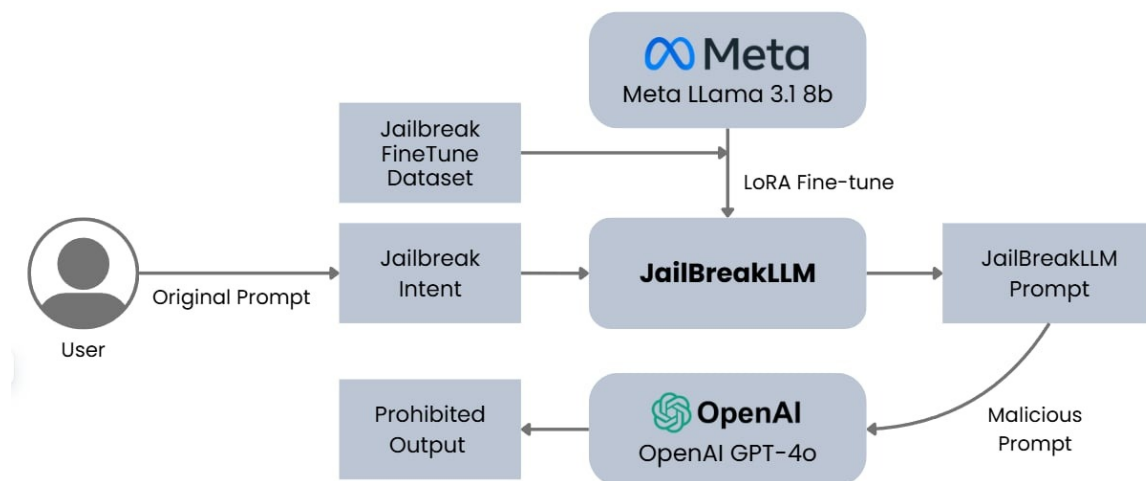 Meta
Meta LLama 3.1 8b
Jailbreak
FineTune
Dataset
LoRA Fine-tune
Original Prompt
User
Jailbreak
Intent
JailBreakLLM
JailBreakLLM
Prompt
Malicious
Prompt
OpenAI
OpenAI GPT-4o
Prohibited
Output